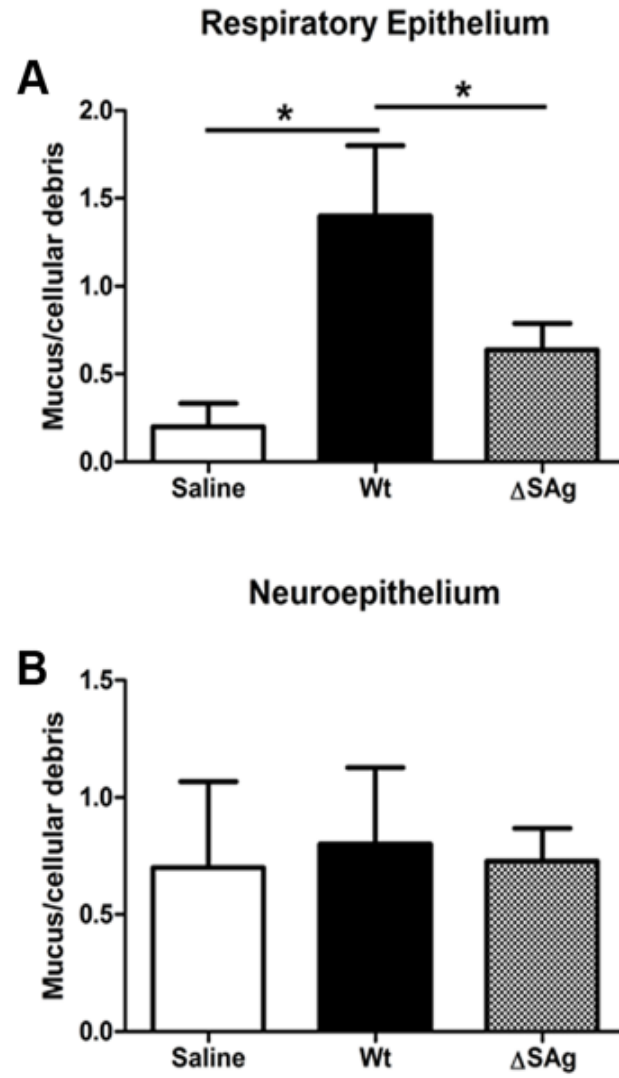 Respiratory Epithelium
A
Mucus/cellular debris
2.0
1.5
1.0
0.5
0.0
*
*
Saline Wt ΔSAg
Neuroepithelium
B
Mucus/cellular debris
1.5
1.0
0.5
0.0
Saline Wt ΔSAg